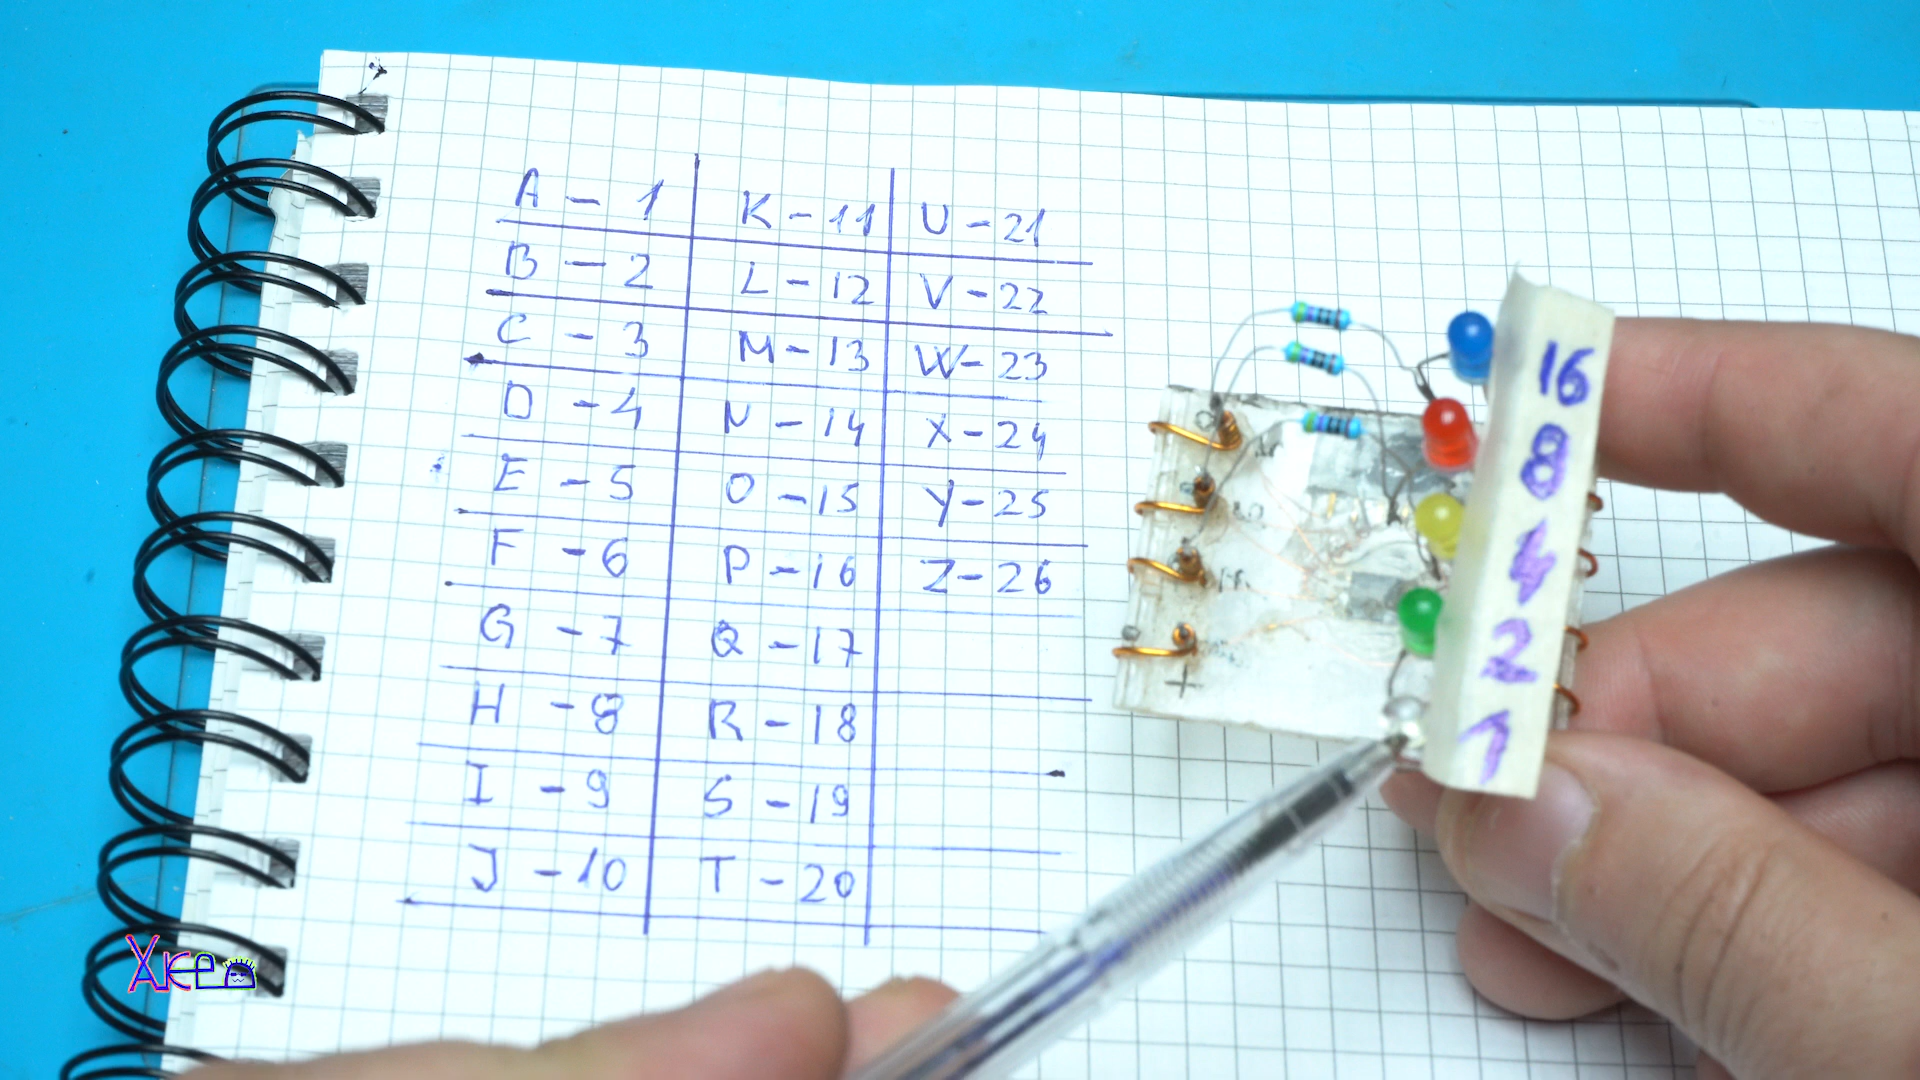 A - 1 K - 11 U - 21
B - 2 L - 12 V - 22
C - 3 M - 13 W - 23
D - 4 N - 14 X - 24
E - 5 O - 15 Y - 25
F - 6 P - 16 Z - 26
G - 7 Q - 17
H - 8 R - 18
I - 9 S - 19
J - 10 T - 20
16
8
4
2
1
+